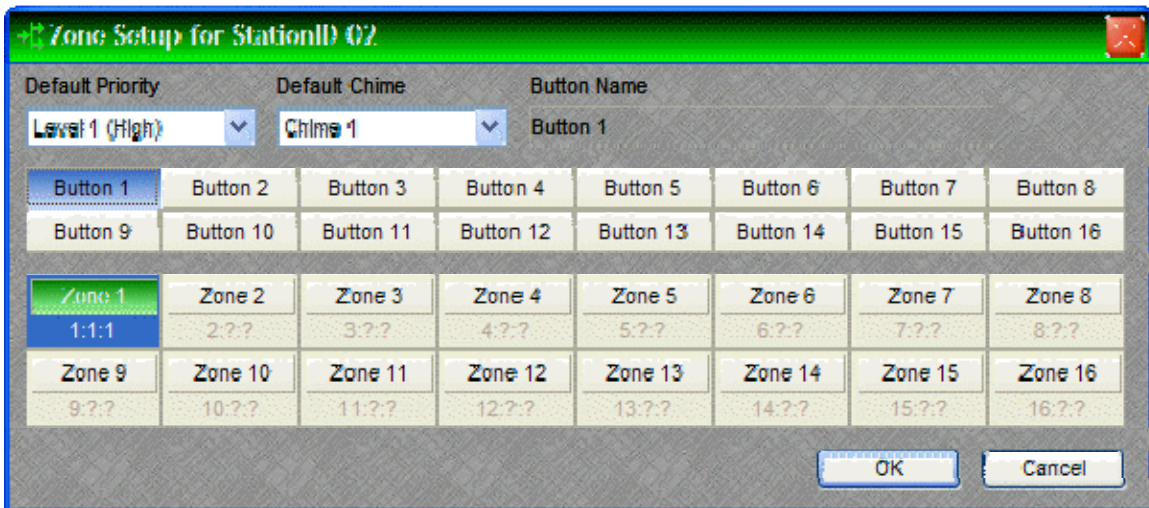 Zone Setup for StationID 02
Default Priority Default Chime Button Name
Level 1 (High) Chime 1 Button 1
Button 1 Button 2 Button 3 Button 4 Button 5 Button 6 Button 7 Button 8
Button 9 Button 10 Button 11 Button 12 Button 13 Button 14 Button 15 Button 16
Zone 1 Zone 2 Zone 3 Zone 4 Zone 5 Zone 6 Zone 7 Zone 8
1:1:1 2:?:? 3:?:? 4:?:? 5:?:? 6:?:? 7:?:? 8:?:?
Zone 9 Zone 10 Zone 11 Zone 12 Zone 13 Zone 14 Zone 15 Zone 16
9:?:? 10:?:? 11:?:? 12:?:? 13:?:? 14:?:? 15:?:? 16:?:?
OK Cancel